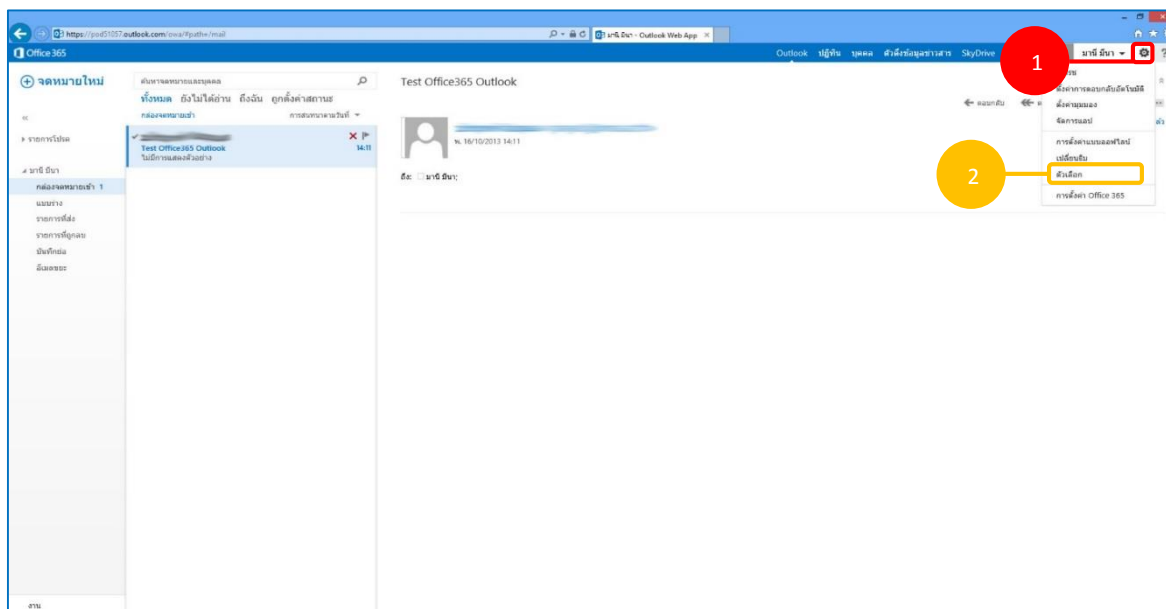 https://pod51057.outlook.com/owa/#path=/mail
มานี มีนา - Outlook Web App
Office 365
Outlook ปฏิทิน บุคคล ตัวดึงข้อมูลข่าวสาร SkyDrive
มานี มีนา
1
จดหมายใหม่
ค้นหาจดหมายและบุคคล
ทั้งหมด ยังไม่ได้อ่าน ถึงฉัน ถูกตั้งค่าสถานะ
กล่องจดหมายเข้า การสนทนาตามวันที่
Test Office365 Outlook
14:11
ไม่มีการแสดงตัวอย่าง
รายการโปรด
มานี มีนา
กล่องจดหมายเข้า 1
แบบร่าง
รายการที่ส่ง
รายการที่ถูกลบ
บันทึกย่อ
อีเมลขยะ
งาน
Test Office365 Outlook
ตอบกลับ
พ. 16/10/2013 14:11
ถึง: มานี มีนา;
ตั้งค่าการตอบกลับอัตโนมัติ
ตั้งค่ามุมมอง
จัดการแอป
การตั้งค่าแบบออฟไลน์
เปลี่ยนธีม
2
ตัวเลือก
การตั้งค่า Office 365